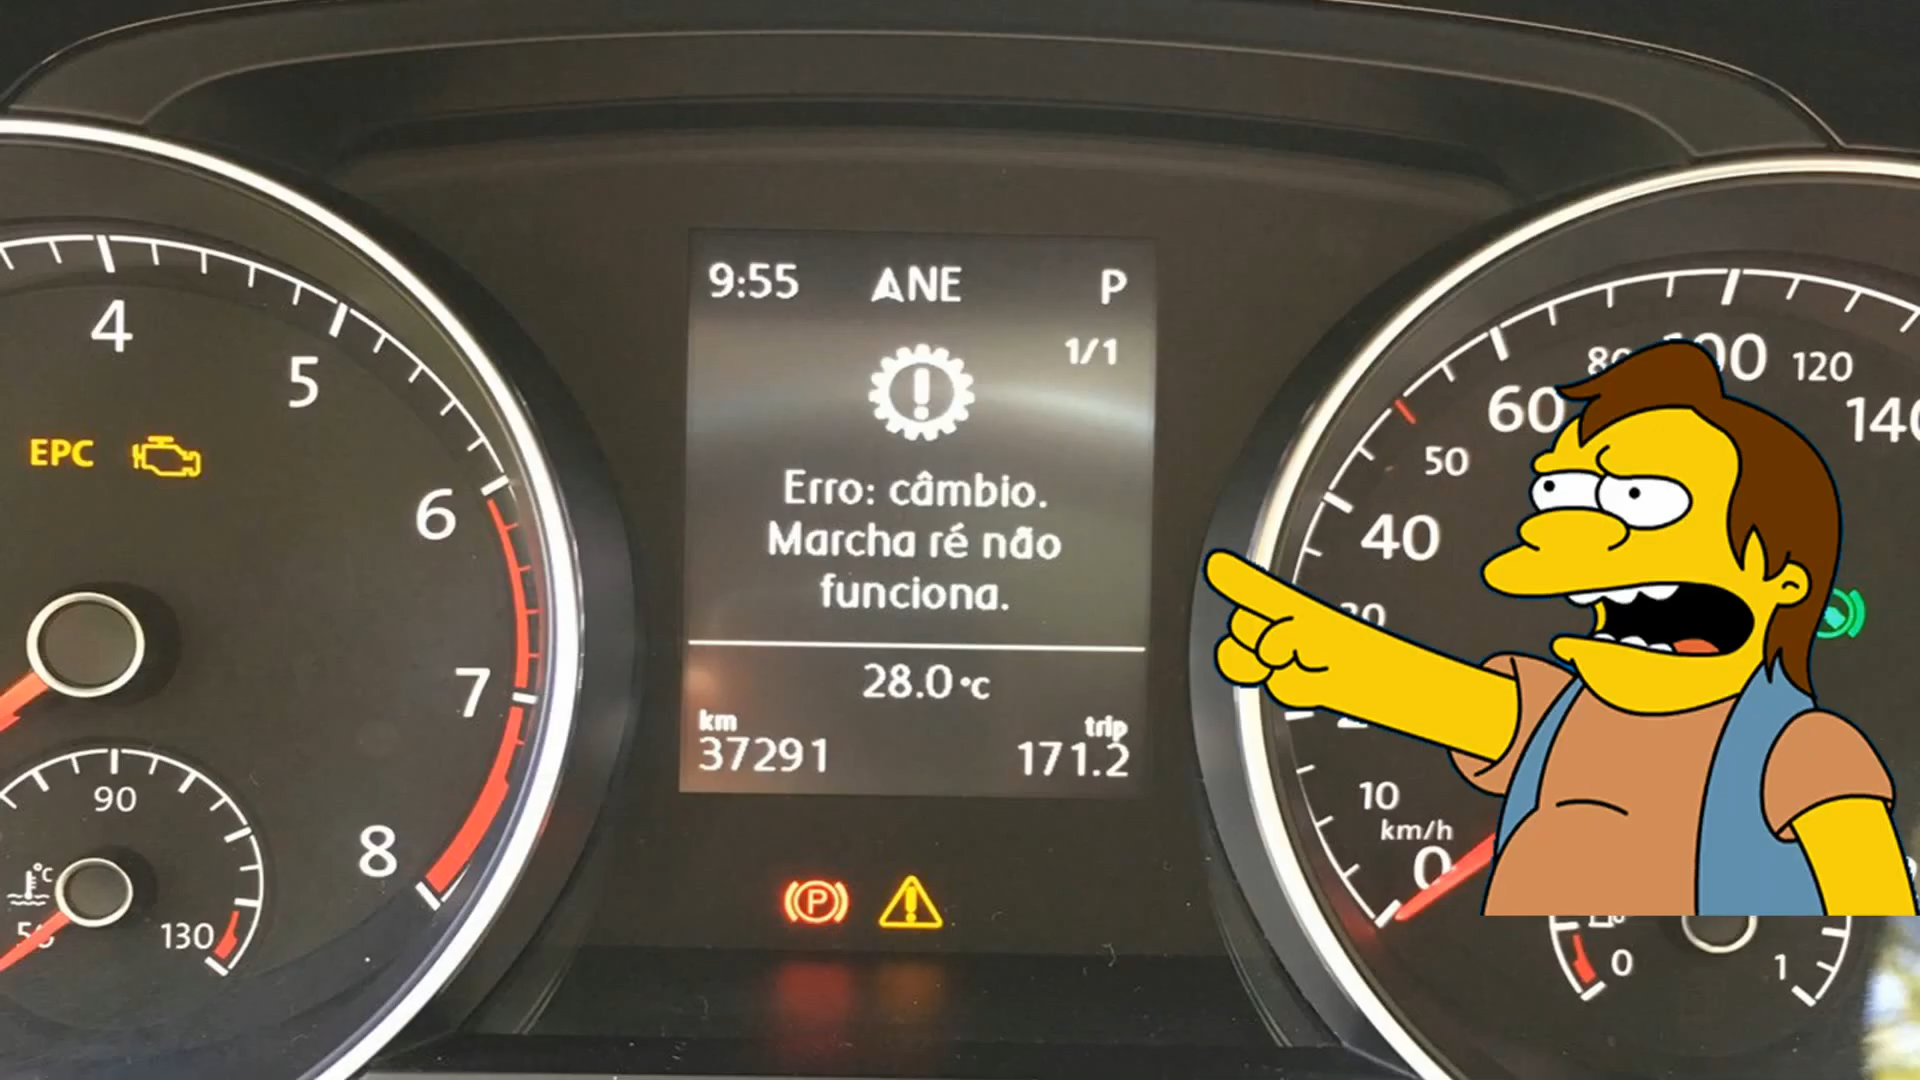 9:55 ANE P
1/1
Erro: câmbio.
Marcha ré não
funciona.
28.0 °C
km trip
37291 171.2
4
5
6
7
8
EPC
90
°C
130
100
120
140
60
50
40
10
km/h
0
0
1